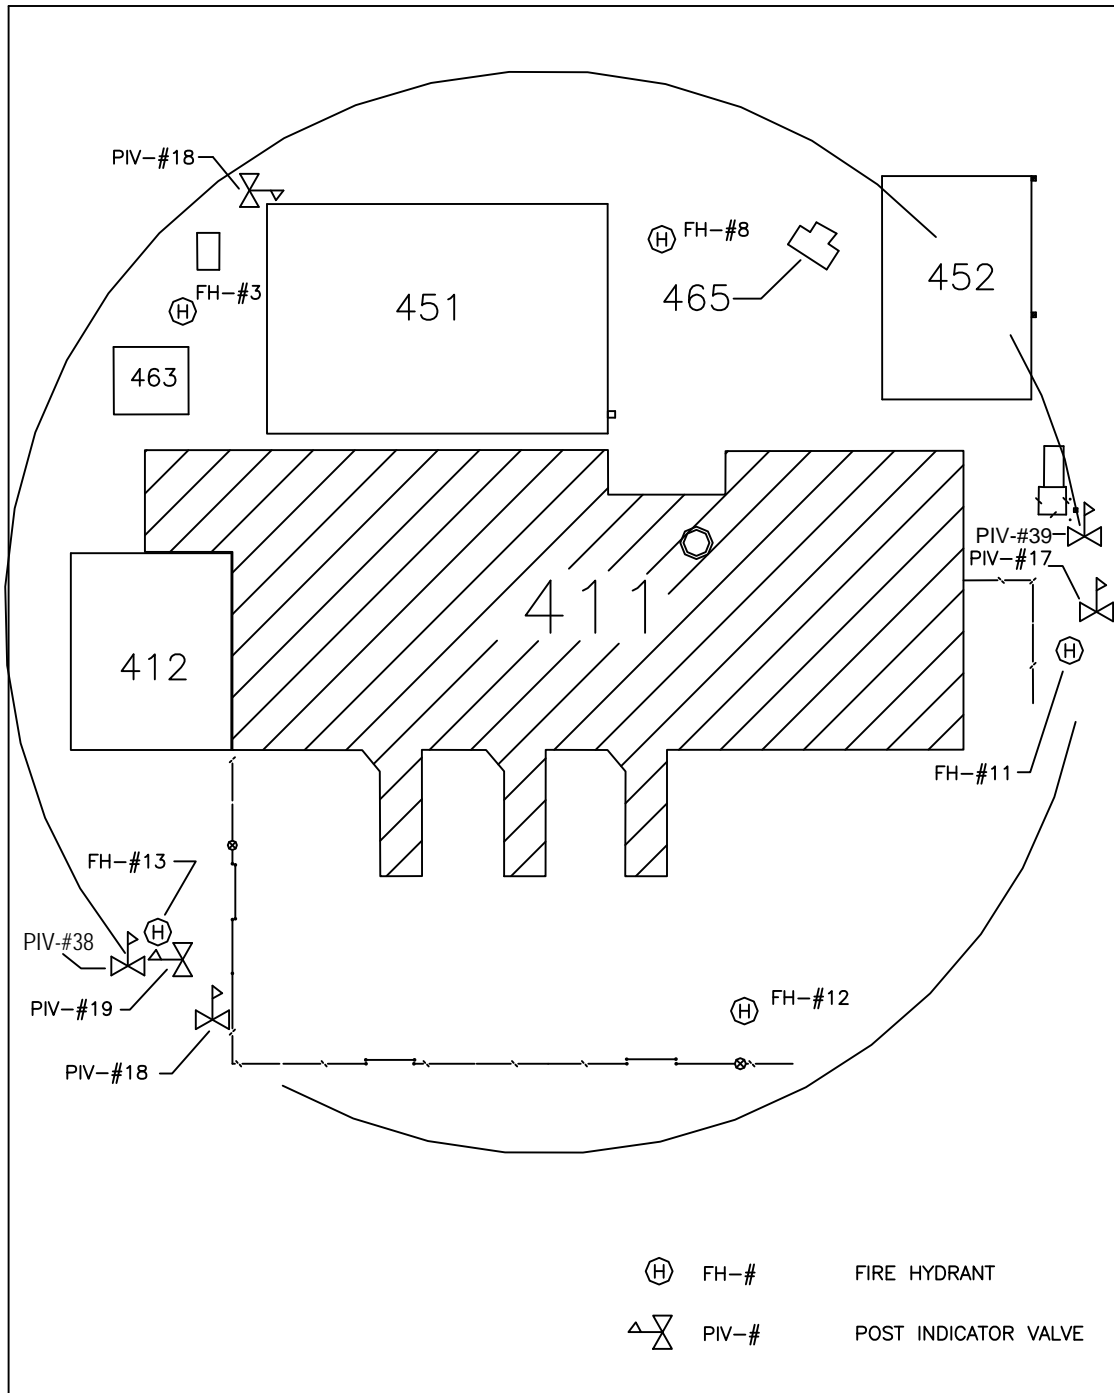 PIV-#18
FH-#8
FH-#3
451
465
452
463
PIV-#39
PIV-#17
411
412
FH-#11
FH-#13
PIV-#38
PIV-#19
FH-#12
PIV-#18
H FH-# FIRE HYDRANT
PIV-# POST INDICATOR VALVE
H
H
H
H
H